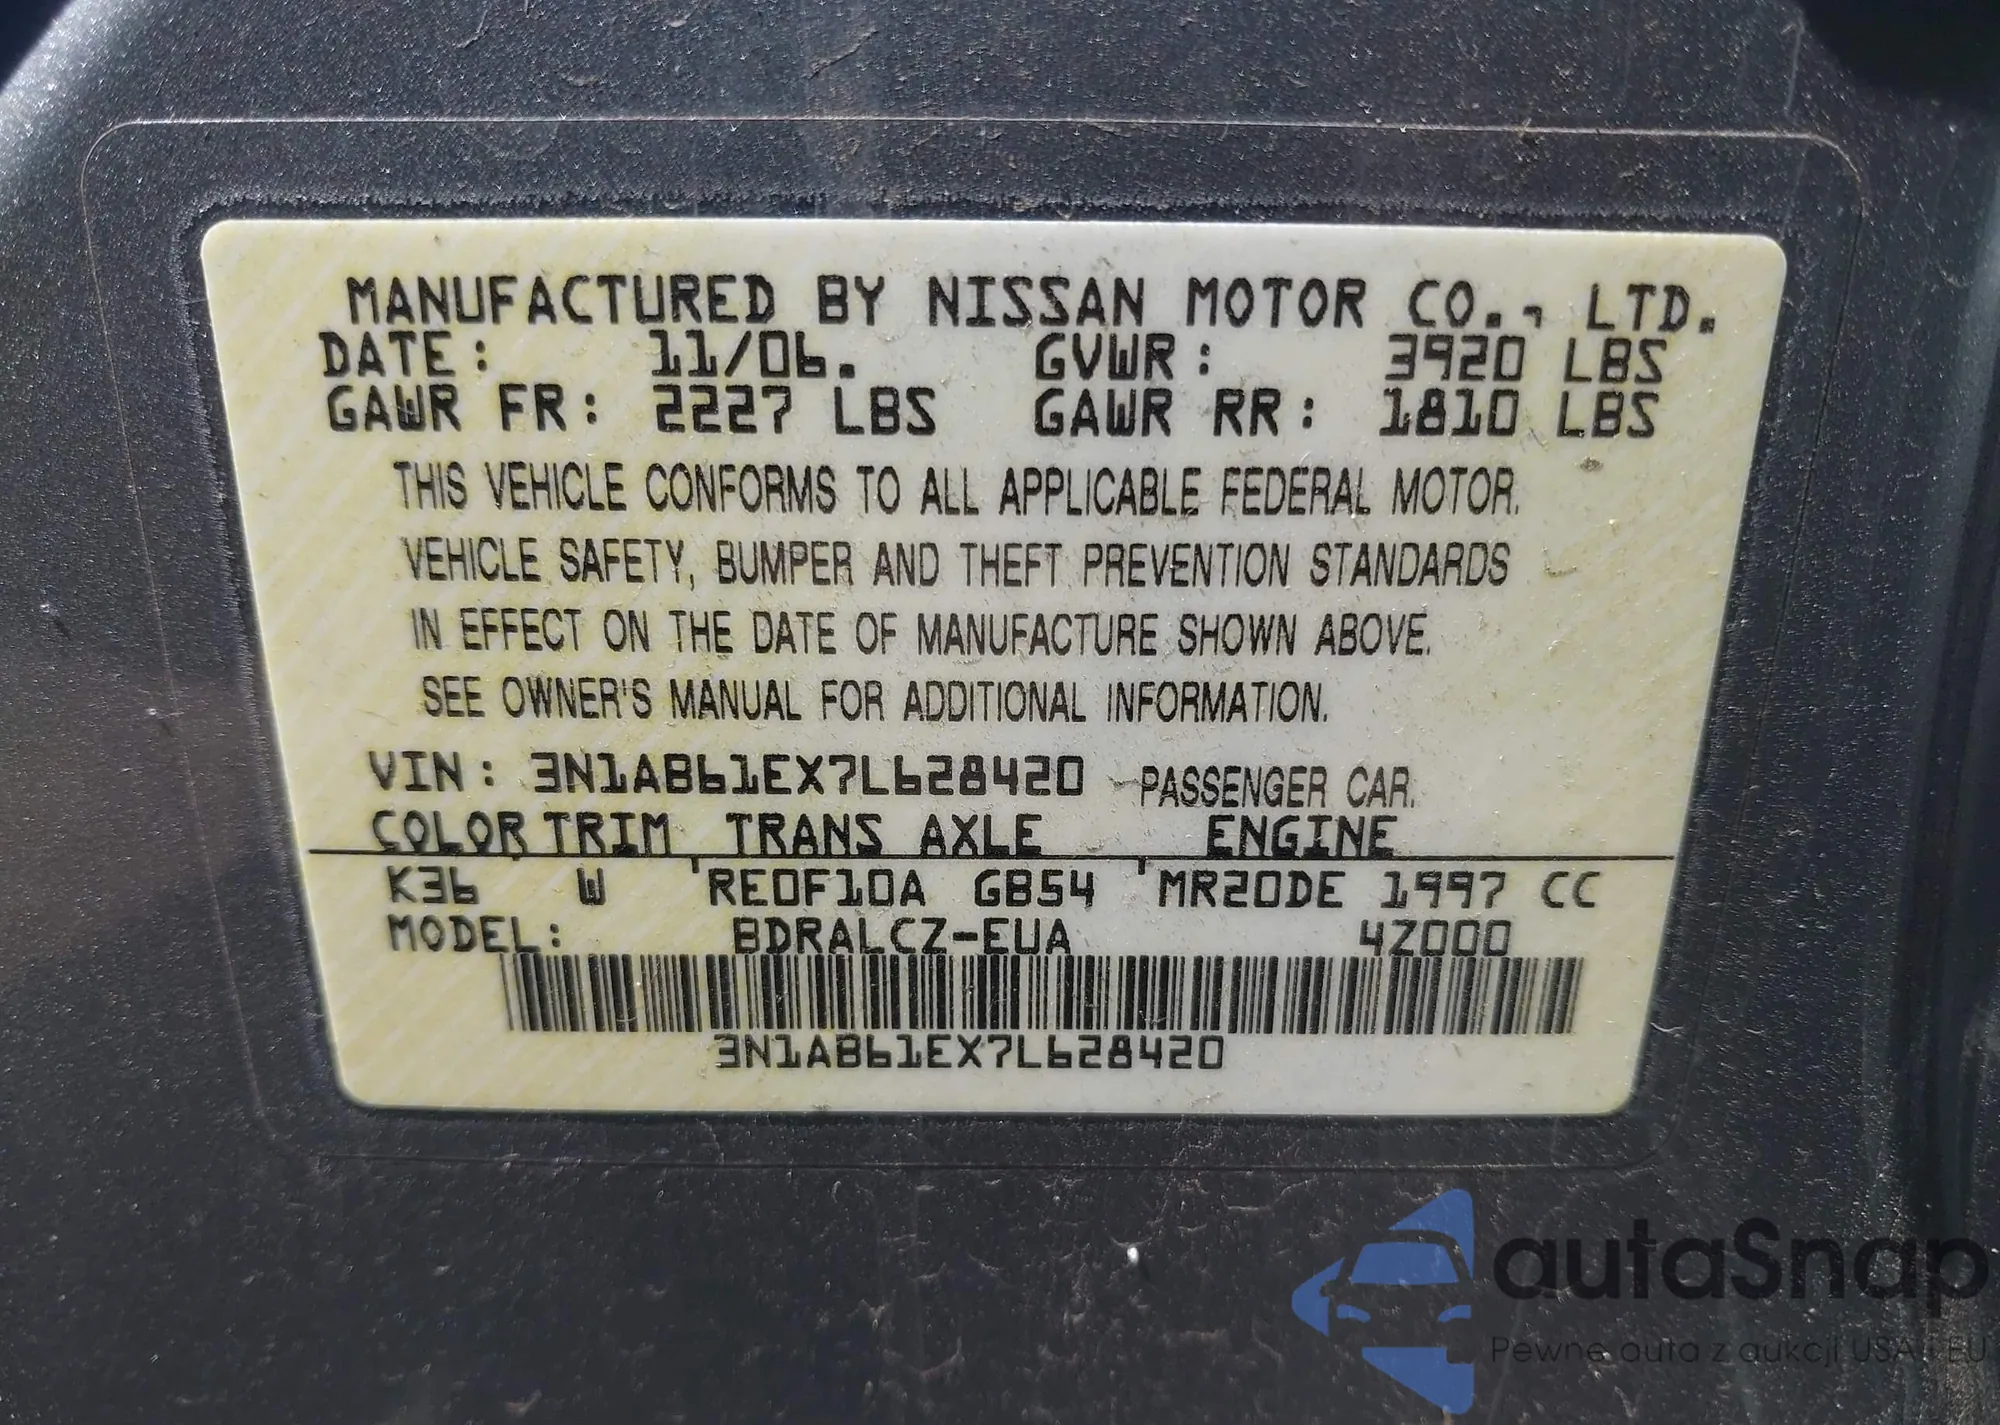 MANUFACTURED BY NISSAN MOTOR CO., LTD.
DATE: 11/06. GVWR: 3920 LBS
GAWR FR: 2227 LBS GAWR RR: 1810 LBS
THIS VEHICLE CONFORMS TO ALL APPLICABLE FEDERAL MOTOR.
VEHICLE SAFETY, BUMPER AND THEFT PREVENTION STANDARDS
IN EFFECT ON THE DATE OF MANUFACTURE SHOWN ABOVE.
SEE OWNER'S MANUAL FOR ADDITIONAL INFORMATION.
VIN: 3N1AB61EX7L628420 PASSENGER CAR.
COLOR TRIM TRANS AXLE ENGINE
K36 W RE0F10A GB54 MR20DE 1997 CC
MODEL: BDRALCZ-EUA 4Z000
3N1AB61EX7L628420
autaSnap
Pewne auta z aukcji USA i EU